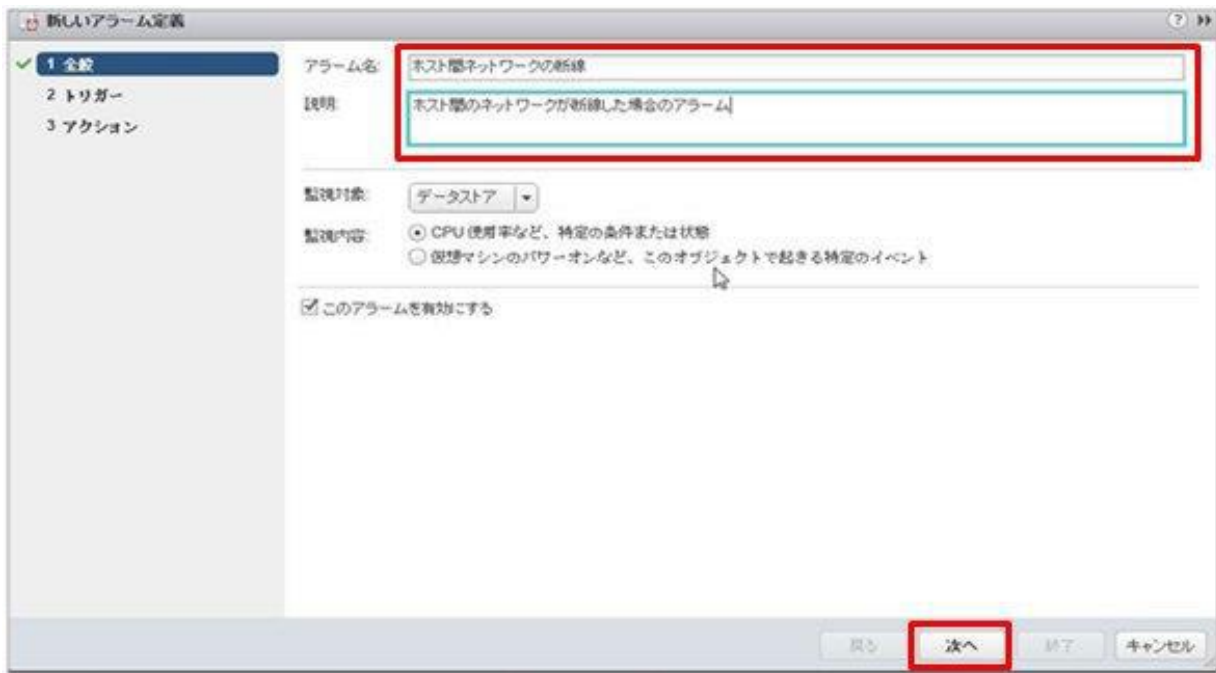 新しいアラーム定義
1 全般
2 トリガー
3 アクション
アラーム名: ホスト間ネットワークの断線
説明: ホスト間のネットワークが断線した場合のアラーム
監視対象: データストア
監視内容: CPU 使用率など、特定の条件または状態
仮想マシンのパワーオンなど、このオブジェクトで起きる特定のイベント
このアラームを有効にする
戻る 次へ 終了 キャンセル